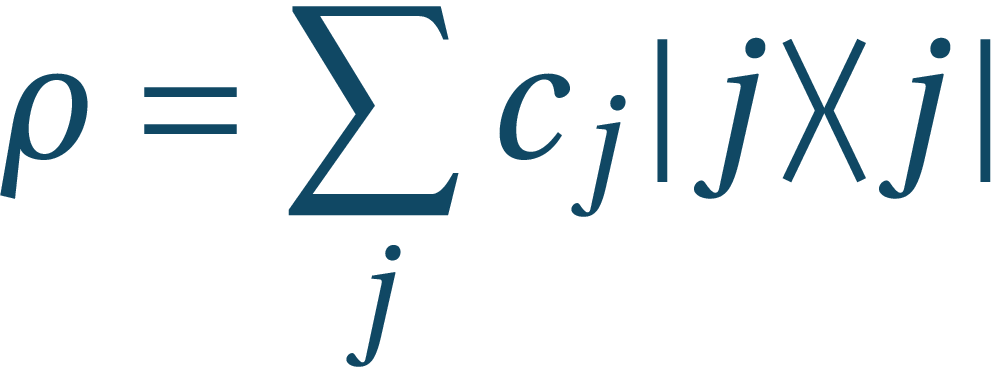 ρ = ∑ c_j |j⟩⟨j|
j